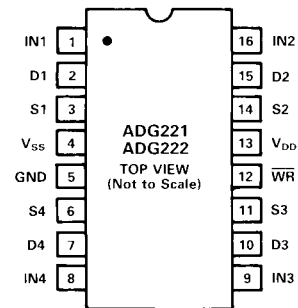 IN1 1 16 IN2
D1 2 15 D2
S1 3 14 S2
ADG221
VSS 4 13 VDD
ADG222
TOP VIEW
GND 5 12 WR
(Not to Scale)
S4 6 11 S3
D4 7 10 D3
IN4 8 9 IN3